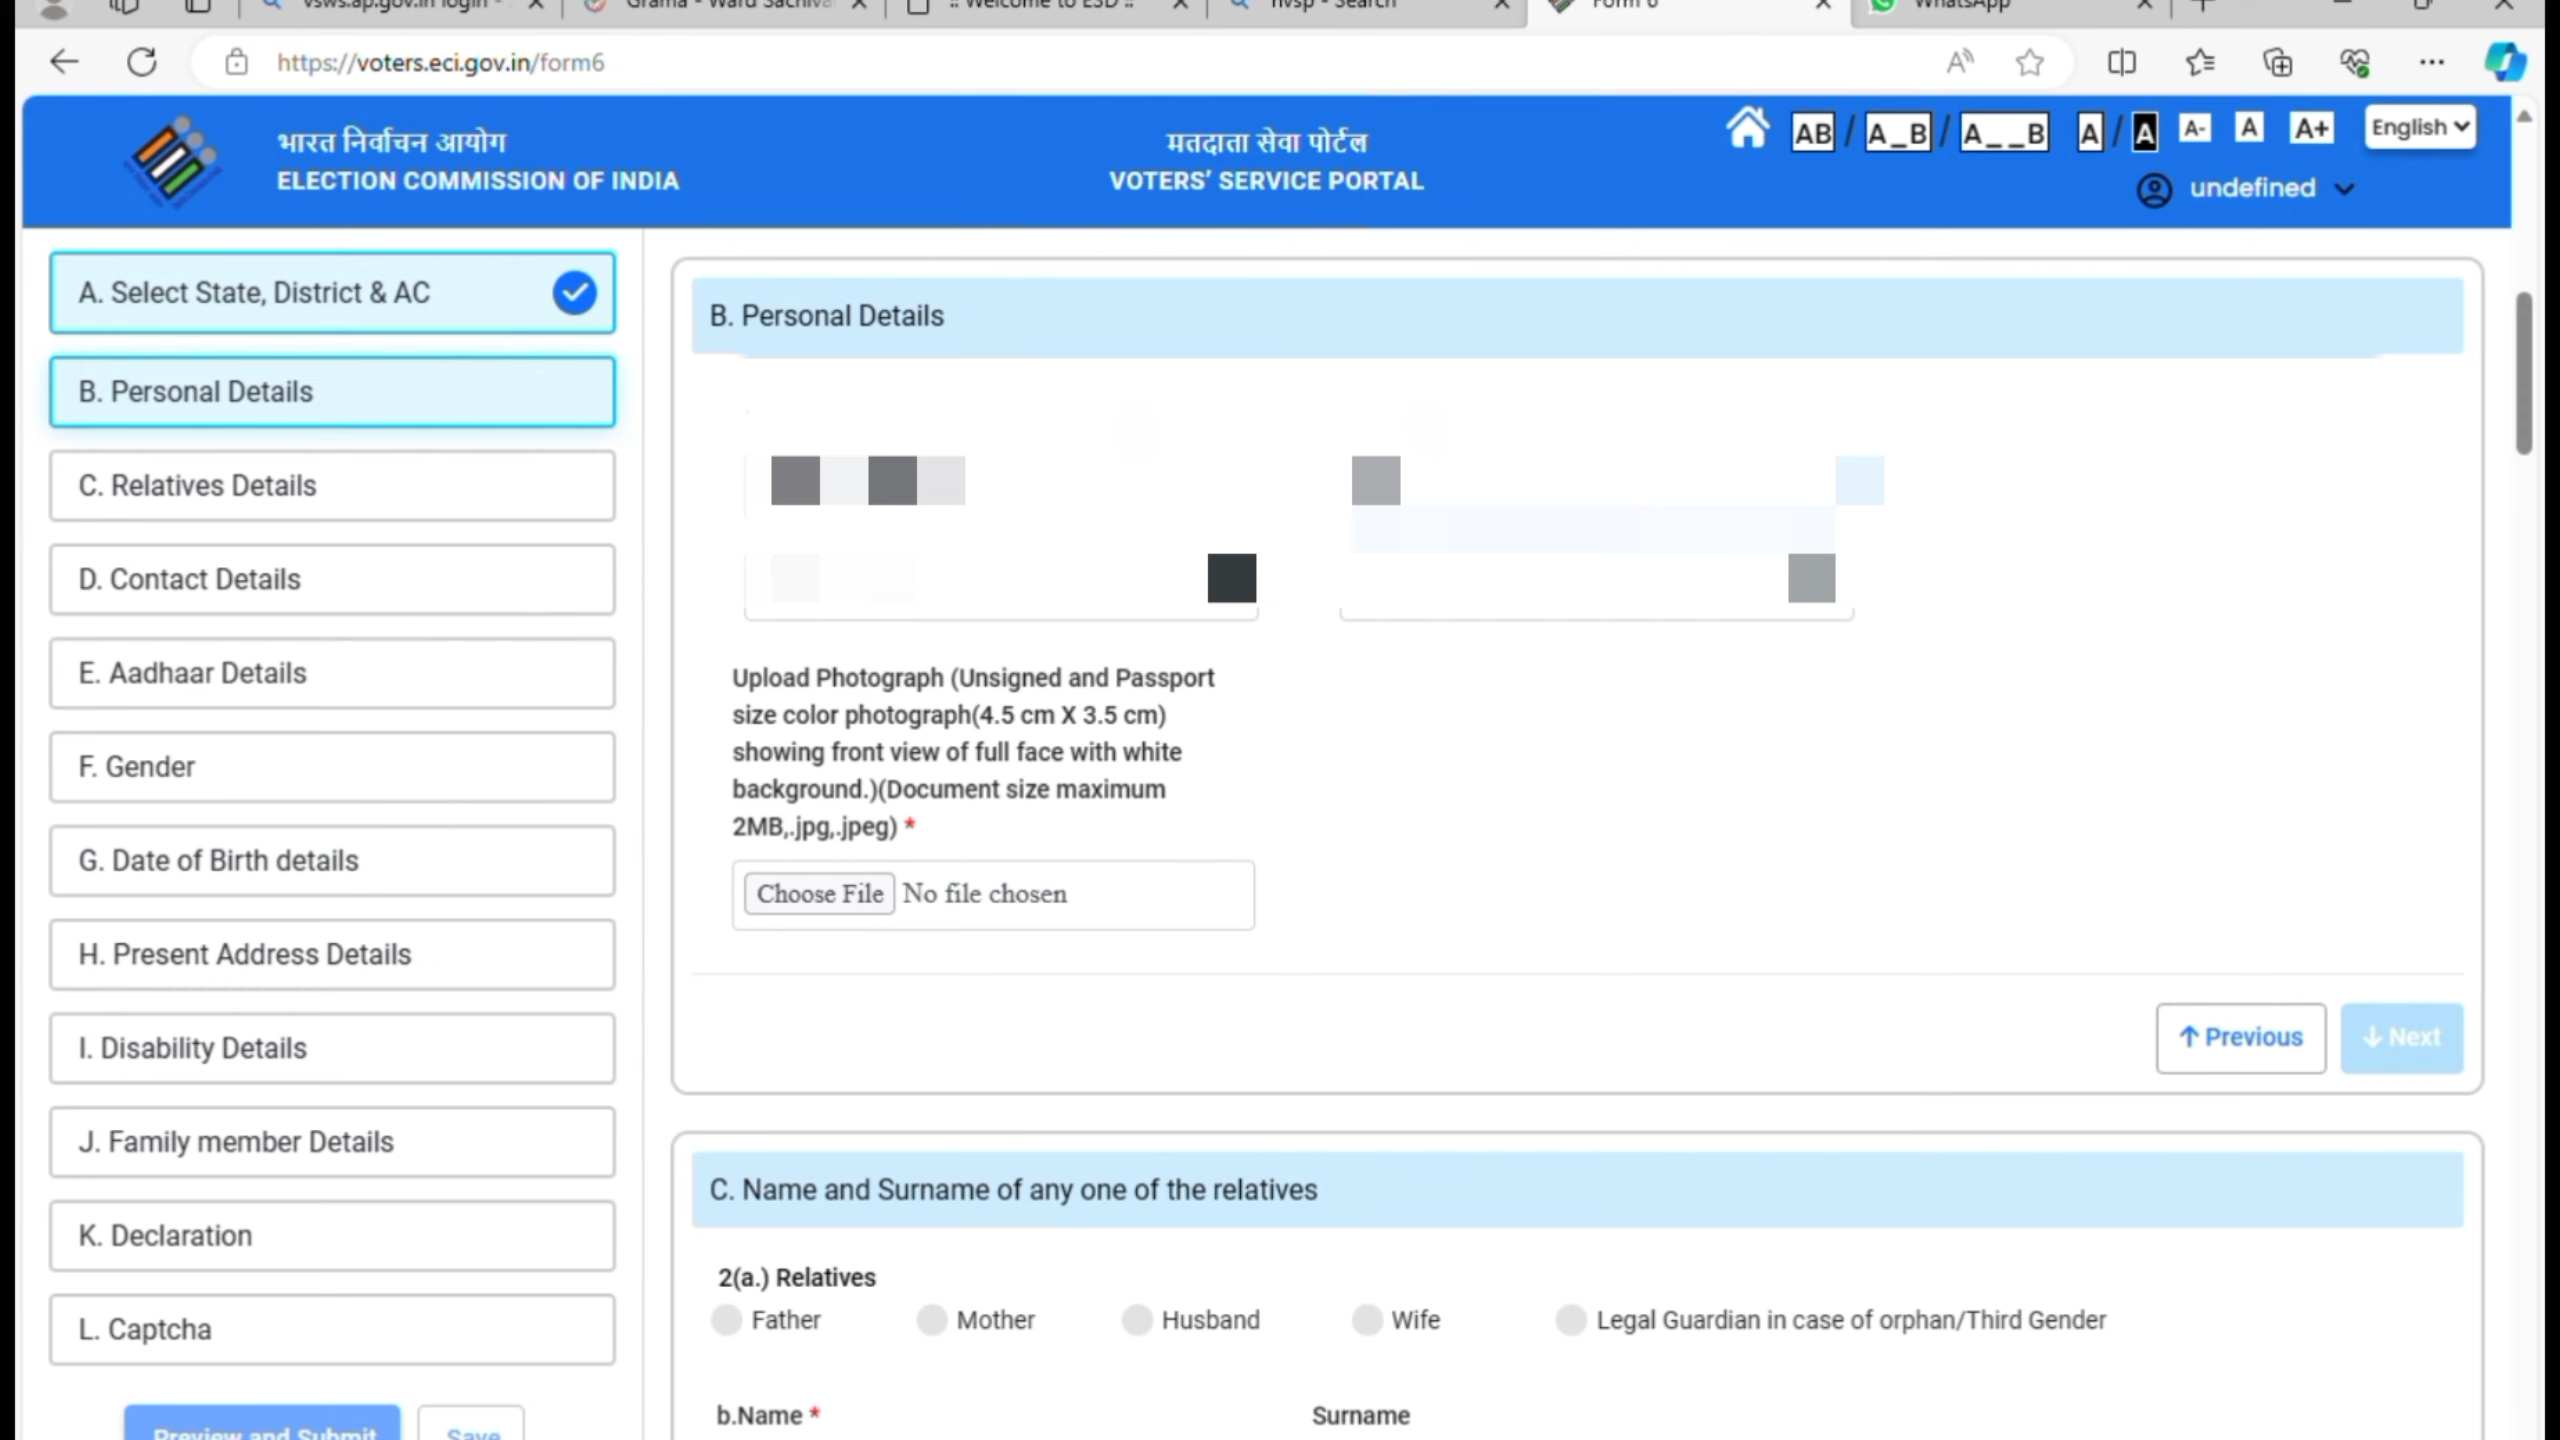 vsws.ap.gov.in login -
Grama - Ward Sachiva
:: Welcome to ESD ::
nvsp - Search
Form 6
WhatsApp
https://voters.eci.gov.in/form6
भारत निर्वाचन आयोग
ELECTION COMMISSION OF INDIA
मतदाता सेवा पोर्टल
VOTERS' SERVICE PORTAL
AB / A_B / A__B A / A A- A A+ English
undefined
A. Select State, District & AC
B. Personal Details
C. Relatives Details
D. Contact Details
E. Aadhaar Details
F. Gender
G. Date of Birth details
H. Present Address Details
I. Disability Details
J. Family member Details
K. Declaration
L. Captcha
Preview and Submit
Save
B. Personal Details
Upload Photograph (Unsigned and Passport
size color photograph(4.5 cm X 3.5 cm)
showing front view of full face with white
background.)(Document size maximum
2MB,.jpg,.jpeg) *
Choose File No file chosen
Previous
Next
C. Name and Surname of any one of the relatives
2(a.) Relatives
Father Mother Husband Wife Legal Guardian in case of orphan/Third Gender
b.Name * Surname